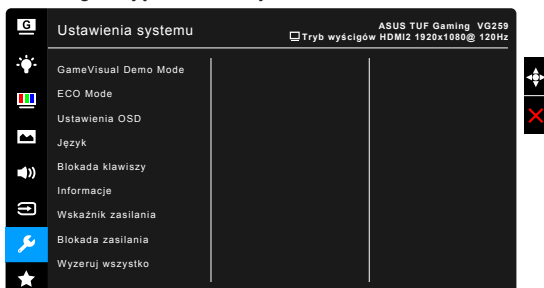 G
Ustawienia systemu
ASUS TUF Gaming VG259
Tryb wyścigów HDMI2 1920x1080@ 120Hz
GameVisual Demo Mode
ECO Mode
Ustawienia OSD
Język
Blokada klawiszy
Informacje
Wskaźnik zasilania
Blokada zasilania
Wyzeruj wszystko